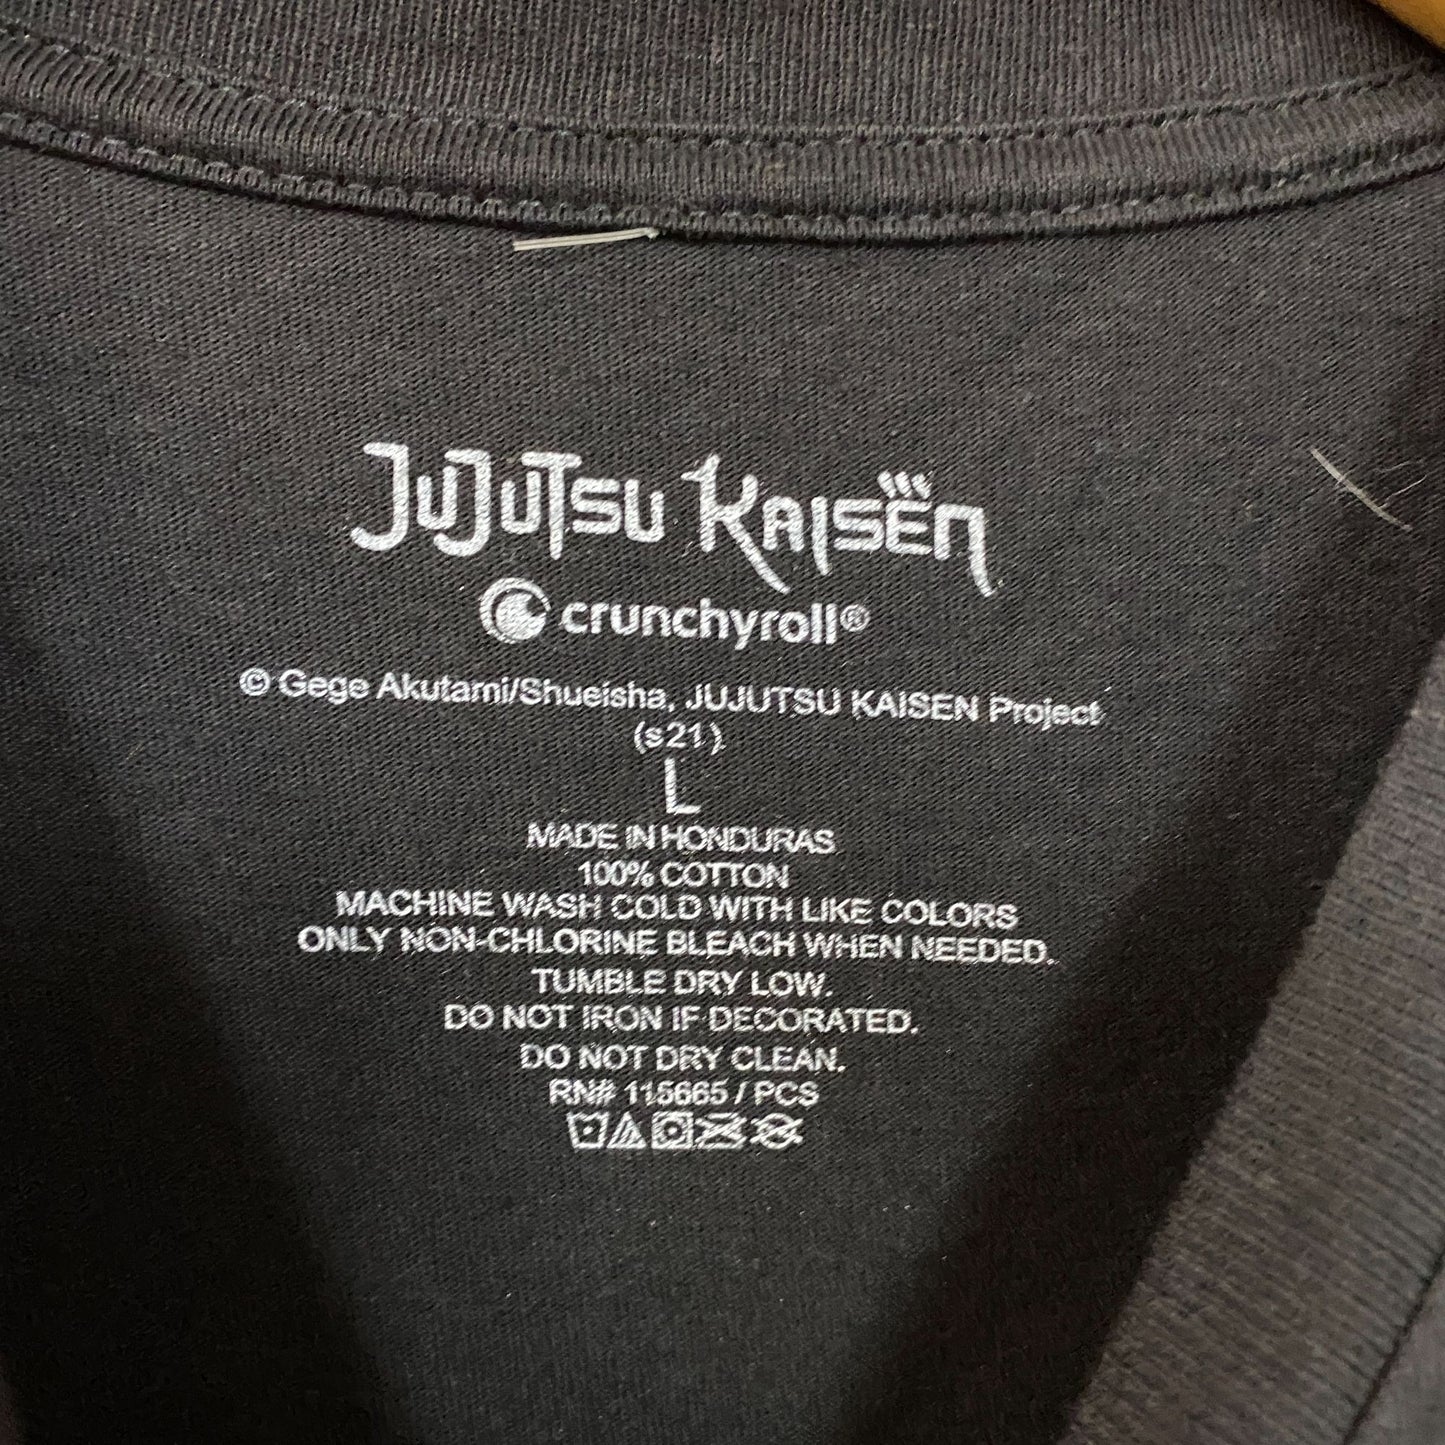 JUJUTSU KAISEN
crunchyroll®
© Gege Akutami/Shueisha, JUJUTSU KAISEN Project
(s21)
L
MADE IN HONDURAS
100% COTTON
MACHINE WASH COLD WITH LIKE COLORS
ONLY NON-CHLORINE BLEACH WHEN NEEDED.
TUMBLE DRY LOW.
DO NOT IRON IF DECORATED.
DO NOT DRY CLEAN.
RN# 115665 / PCS